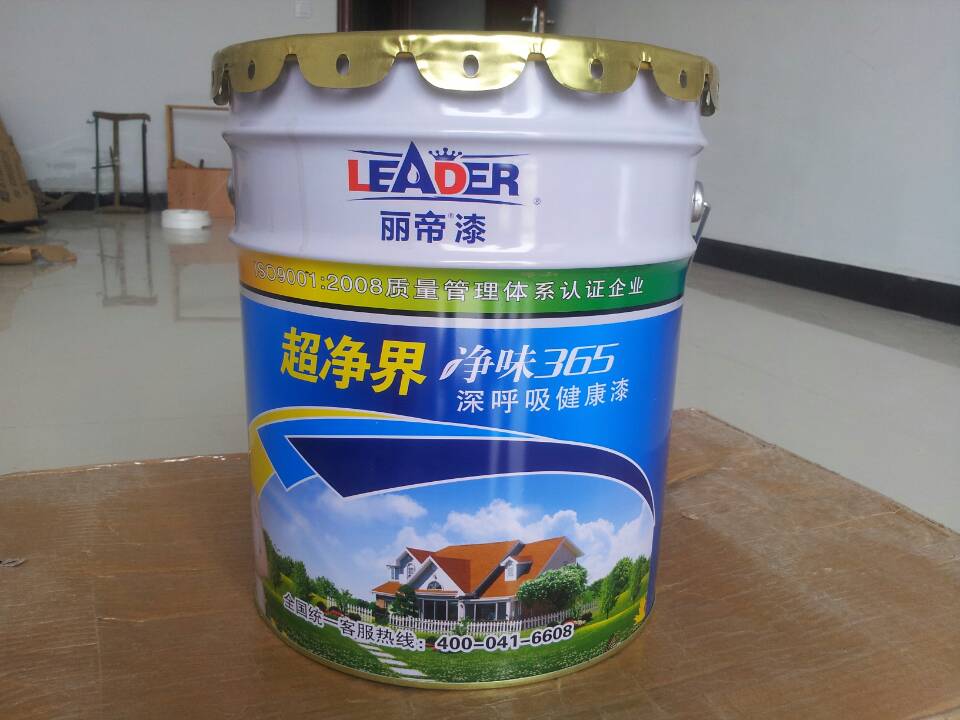 LEADER®
丽帝®漆
ISO9001:2008质量管理体系认证企业
超净界 净味365
深呼吸健康漆
全国统一客服热线：400-041-6608